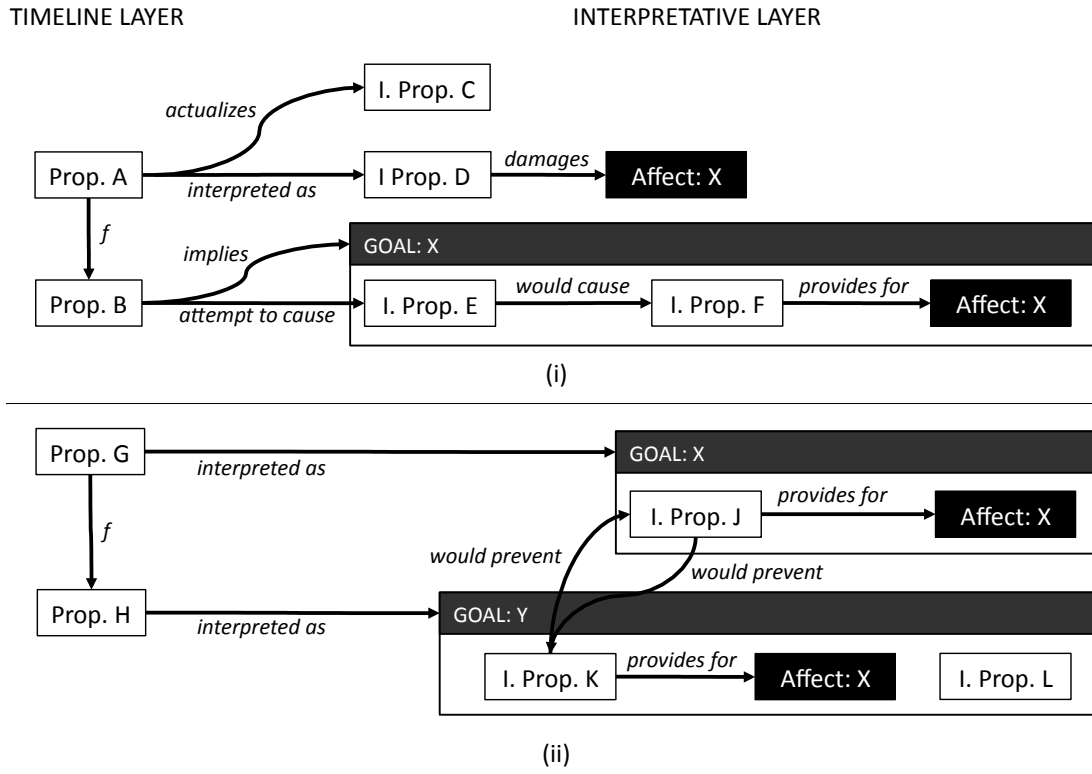 TIMELINE LAYER
INTERPRETATIVE LAYER
I. Prop. C
actualizes
Prop. A
interpreted as
I Prop. D
damages
Affect: X
f
implies
GOAL: X
Prop. B
attempt to cause
I. Prop. E
would cause
I. Prop. F
provides for
Affect: X
(i)
Prop. G
interpreted as
GOAL: X
I. Prop. J
provides for
Affect: X
f
would prevent
would prevent
Prop. H
interpreted as
GOAL: Y
I. Prop. K
provides for
Affect: X
I. Prop. L
(ii)